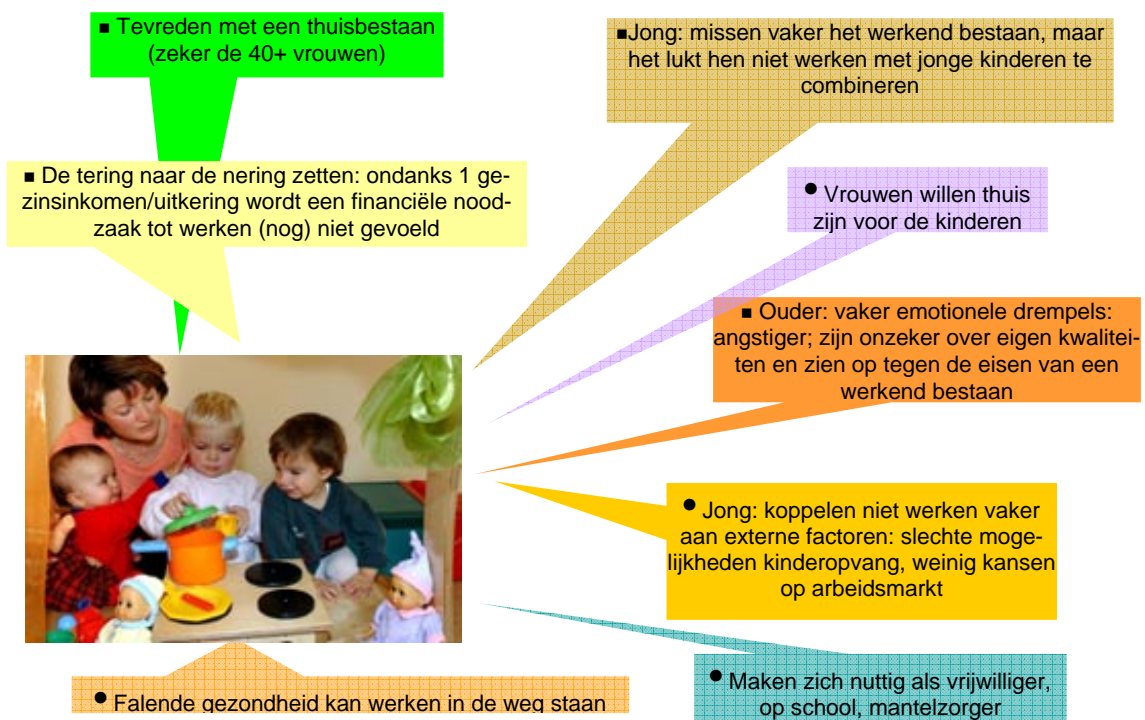 ■ Tevreden met een thuisbestaan
(zeker de 40+ vrouwen)
■Jong: missen vaker het werkend bestaan, maar
het lukt hen niet werken met jonge kinderen te
combineren
■ De tering naar de nering zetten: ondanks 1 ge-
zinsinkomen/uitkering wordt een financiële nood-
zaak tot werken (nog) niet gevoeld
● Vrouwen willen thuis
zijn voor de kinderen
■ Ouder: vaker emotionele drempels:
angstiger; zijn onzeker over eigen kwalitei-
ten en zien op tegen de eisen van een
werkend bestaan
● Jong: koppelen niet werken vaker
aan externe factoren: slechte moge-
lijkheden kinderopvang, weinig kansen
op arbeidsmarkt
● Maken zich nuttig als vrijwilliger,
op school, mantelzorger
● Falende gezondheid kan werken in de weg staan